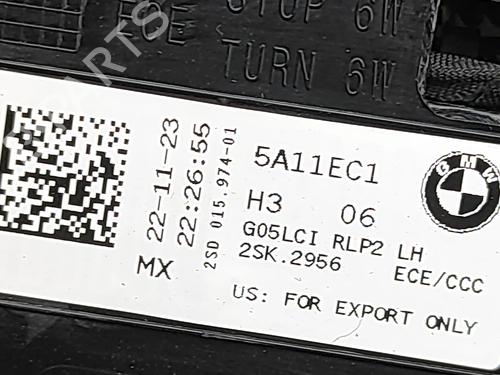 STOP 6W
ECE
TURN 6W
22-11-23
22:26:55
2SD 015.974-01
MX
5A11EC1
H3 06
G05LCI RLP2 LH
2SK.2956 ECE/CCC
US: FOR EXPORT ONLY
BMW